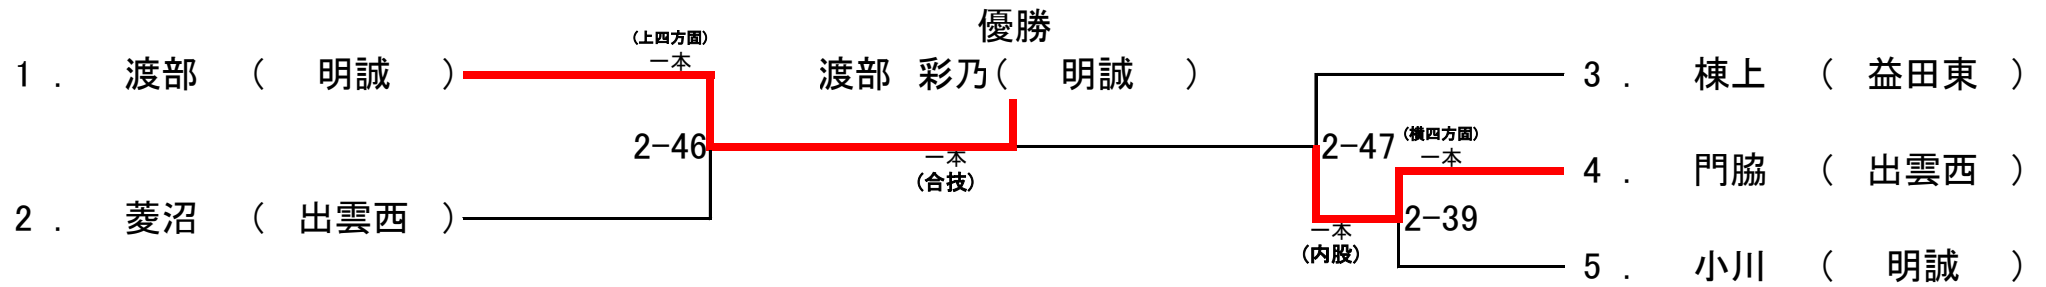 優勝
(上四方固)
一本
1 . 渡部 ( 明誠 )
渡部 彩乃( 明誠 )
3 . 棟上 ( 益田東 )
2-46
2-47
(横四方固)
一本
一本
(合技)
4 . 門脇 ( 出雲西 )
2 . 菱沼 ( 出雲西 )
2-39
一本
(内股)
5 . 小川 ( 明誠 )